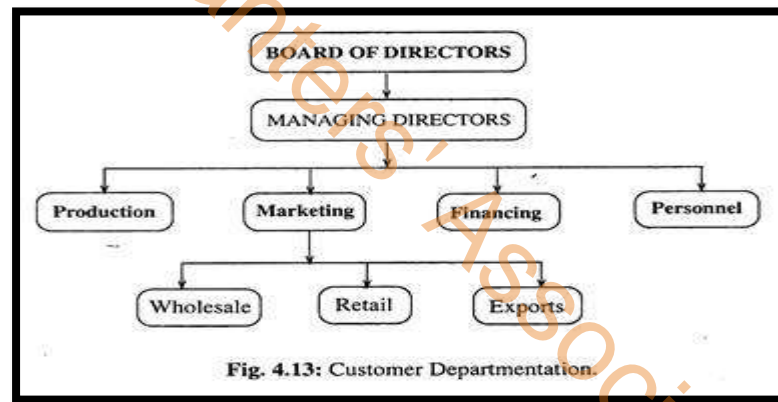 BOARD OF DIRECTORS
MANAGING DIRECTORS
Production Marketing Financing Personnel
Wholesale Retail Exports
Fig. 4.13: Customer Departmentation.